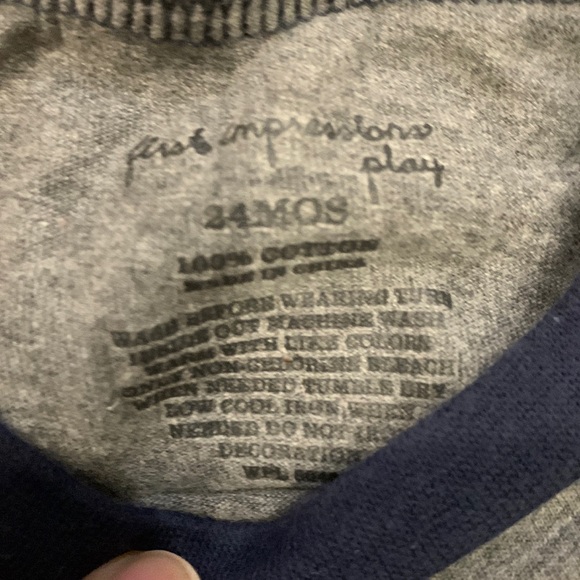 first impressions
play
24MOS
100% COTTON
MADE IN CHINA
WASH BEFORE WEARING TURN
INSIDE OUT MACHINE WASH
WARM WITH LIKE COLORS
ONLY NON-CHLORINE BLEACH
WHEN NEEDED TUMBLE DRY
LOW COOL IRON WHEN
NEEDED DO NOT
DECORATION
WPL